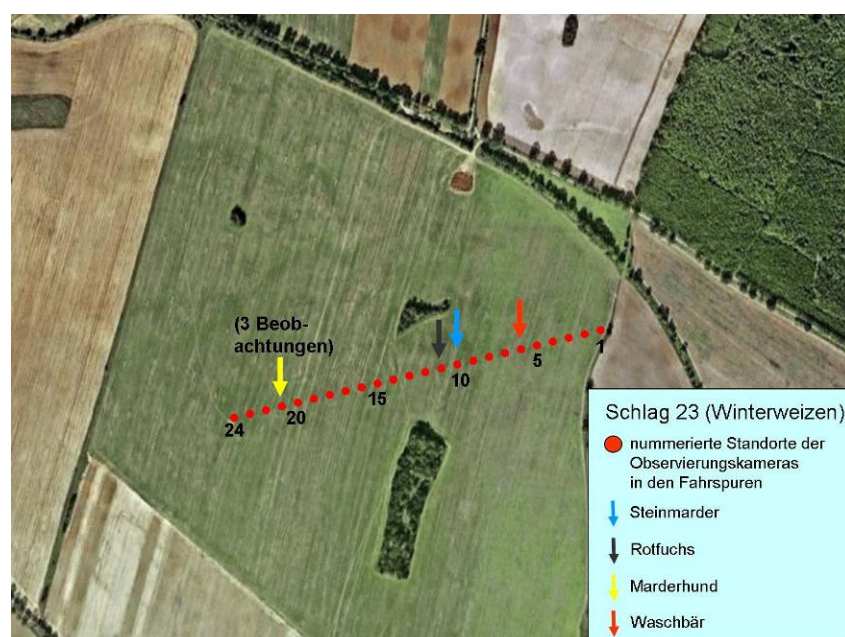 (3 Beob-
achtungen)
1
5
10
15
20
24
Schlag 23 (Winterweizen)
nummerierte Standorte der
Observierungskameras
in den Fahrspuren
Steinmarder
Rotfuchs
Marderhund
Waschbär